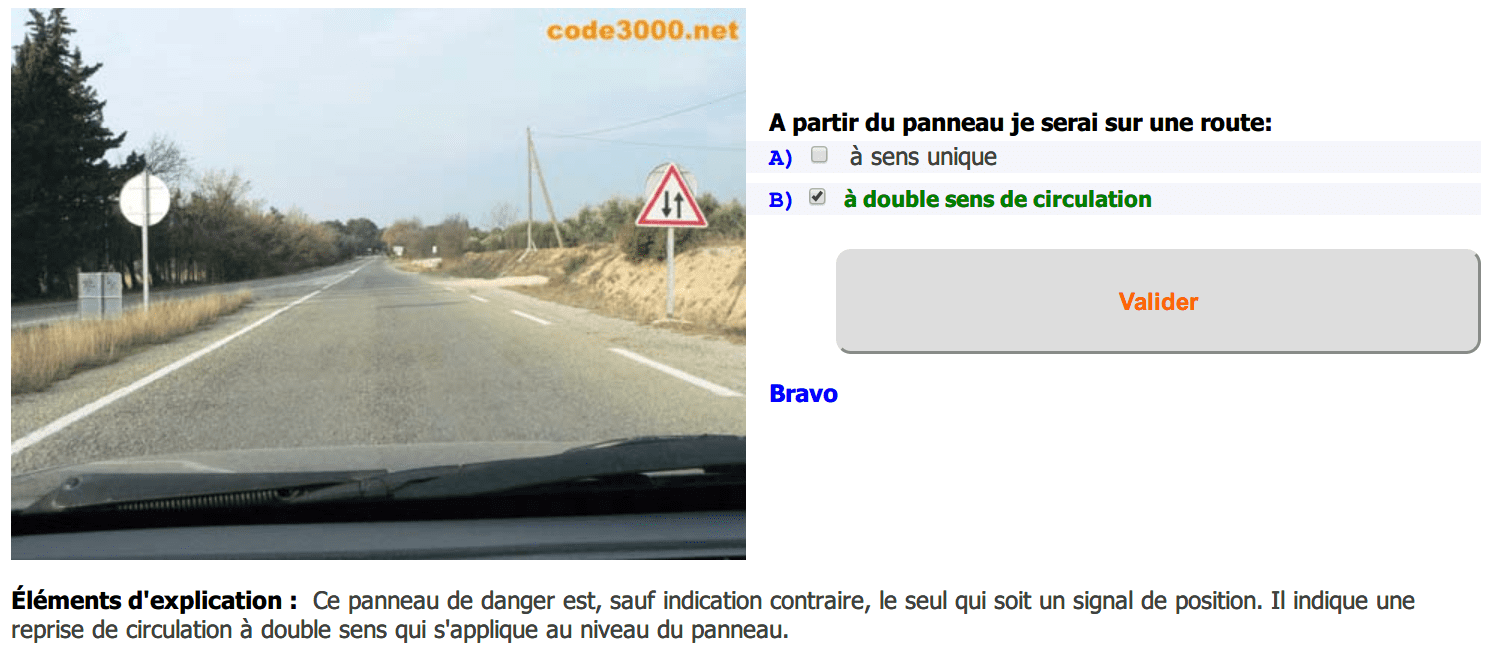 code3000.net
A partir du panneau je serai sur une route:
A) à sens unique
B) à double sens de circulation
Valider
Bravo
Éléments d'explication : Ce panneau de danger est, sauf indication contraire, le seul qui soit un signal de position. Il indique une
reprise de circulation à double sens qui s'applique au niveau du panneau.